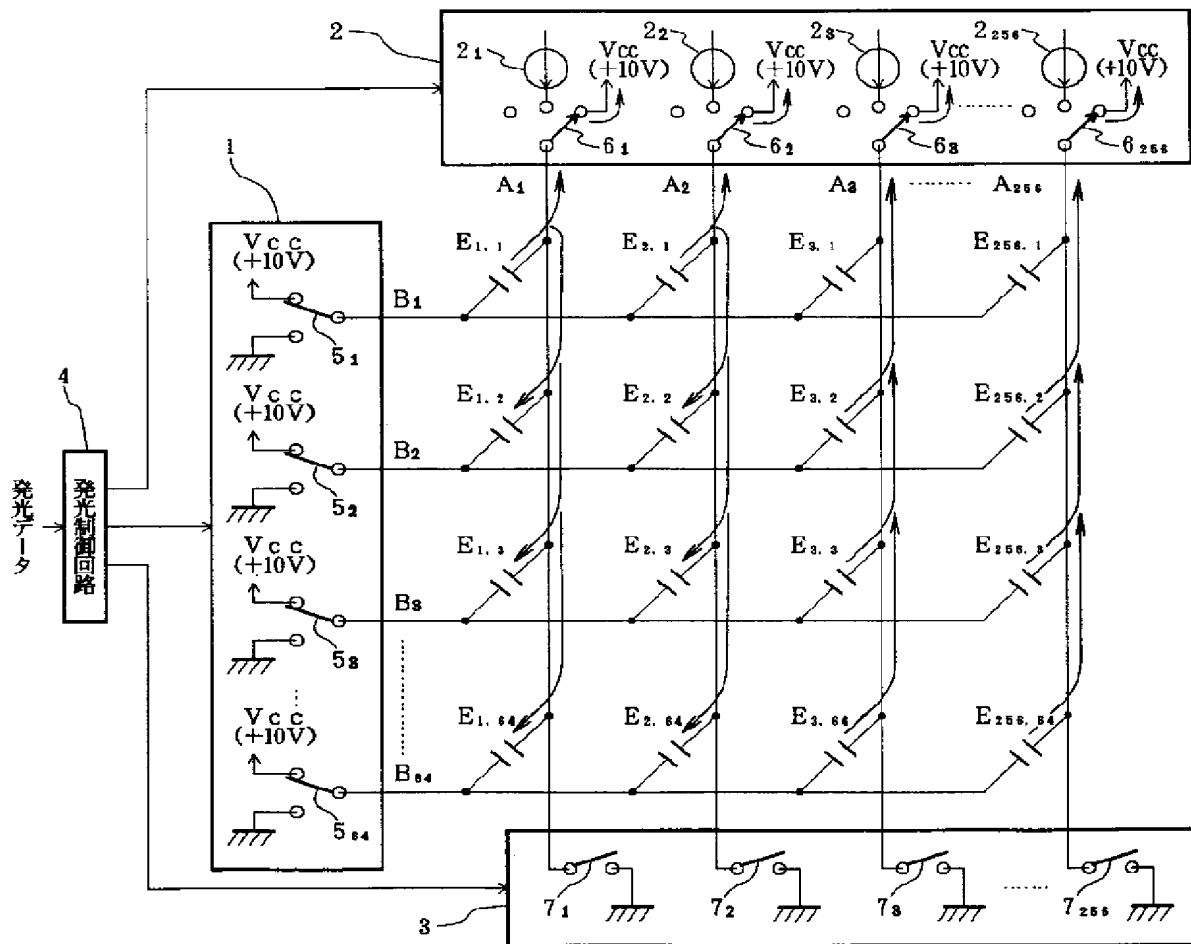 2
2₁ VCC (+10V) 2₂ VCC (+10V) 2₃ VCC (+10V) 2₂₅₆ VCC (+10V)
6₁ 6₂ 6₃ 6₂₅₆
1
A₁ A₂ A₃ A₂₅₆
VCC
(+10V)
E₁,₁ E₂,₁ E₃,₁ E₂₅₆,₁
B₁
5₁
4
VCC
(+10V)
E₁,₂ E₂,₂ E₃,₂ E₂₅₆,₂
B₂
5₂
発光データ
発光制御回路
VCC
(+10V)
E₁,₃ E₂,₃ E₃,₃ E₂₅₆,₃
B₃
5₃
VCC
(+10V)
E₁,₆₄ E₂,₆₄ E₃,₆₄ E₂₅₆,₆₄
B₆₄
5₆₄
7₁ 7₂ 7₃ 7₂₅₆
3